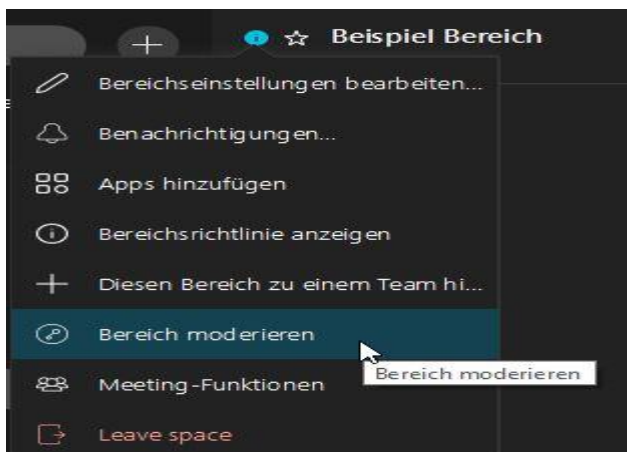 Beispiel Bereich
Bereichseinstellungen bearbeiten...
Benachrichtigungen...
Apps hinzufügen
Bereichsrichtlinie anzeigen
Diesen Bereich zu einem Team hi...
Bereich moderieren
Bereich moderieren
Meeting-Funktionen
Leave space